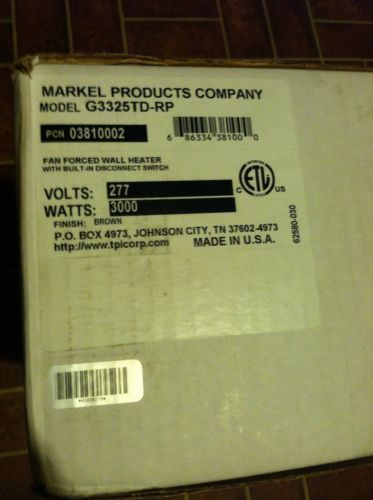 MARKEL PRODUCTS COMPANY
MODEL G3325TD-RP
PCN 03810002
6 86334 38100 0
FAN FORCED WALL HEATER
WITH BUILT-IN DISCONNECT SWITCH
VOLTS: 277
WATTS: 3000
FINISH: BROWN
C ETL US
P.O. BOX 4973, JOHNSON CITY, TN 37602-4973
http://www.tpicorp.com MADE IN U.S.A.
62580-030